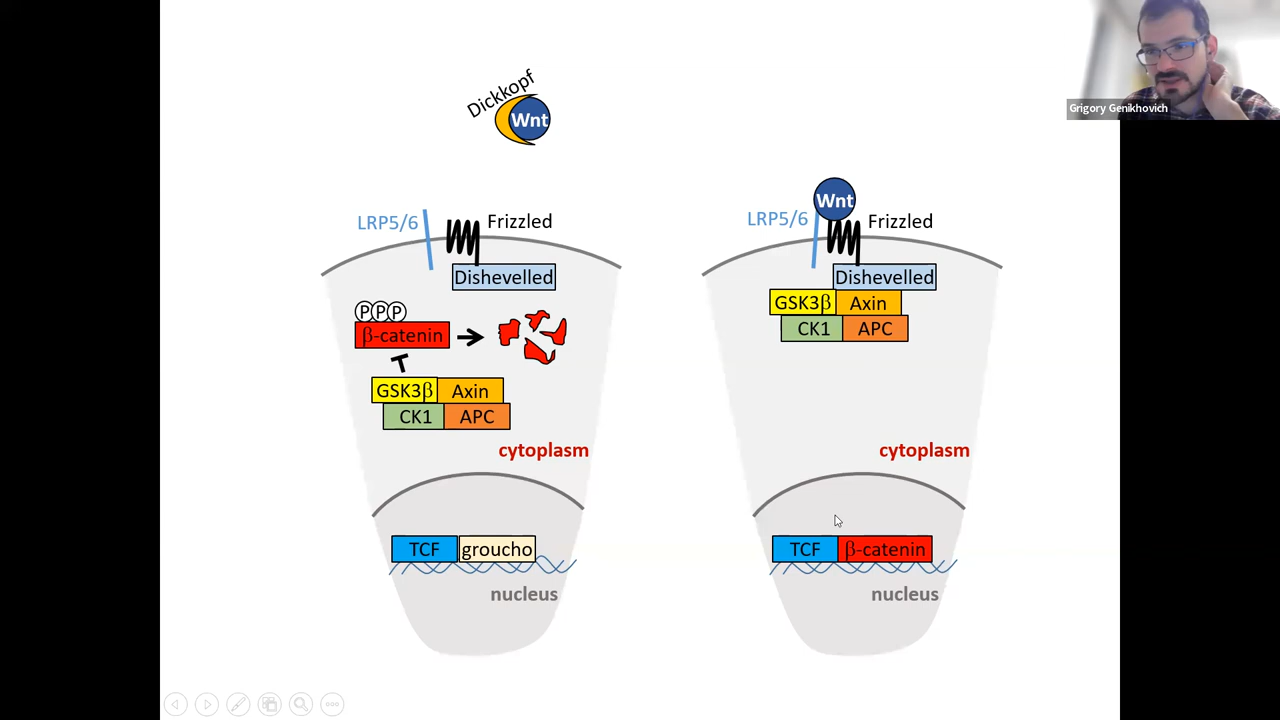 Grigory Genikhovich
Dickkopf
Wnt
LRP5/6
Frizzled
Dishevelled
PPP
β-catenin
GSK3β
Axin
CK1
APC
cytoplasm
TCF
groucho
nucleus
Wnt
LRP5/6
Frizzled
Dishevelled
GSK3β
Axin
CK1
APC
cytoplasm
TCF
β-catenin
nucleus